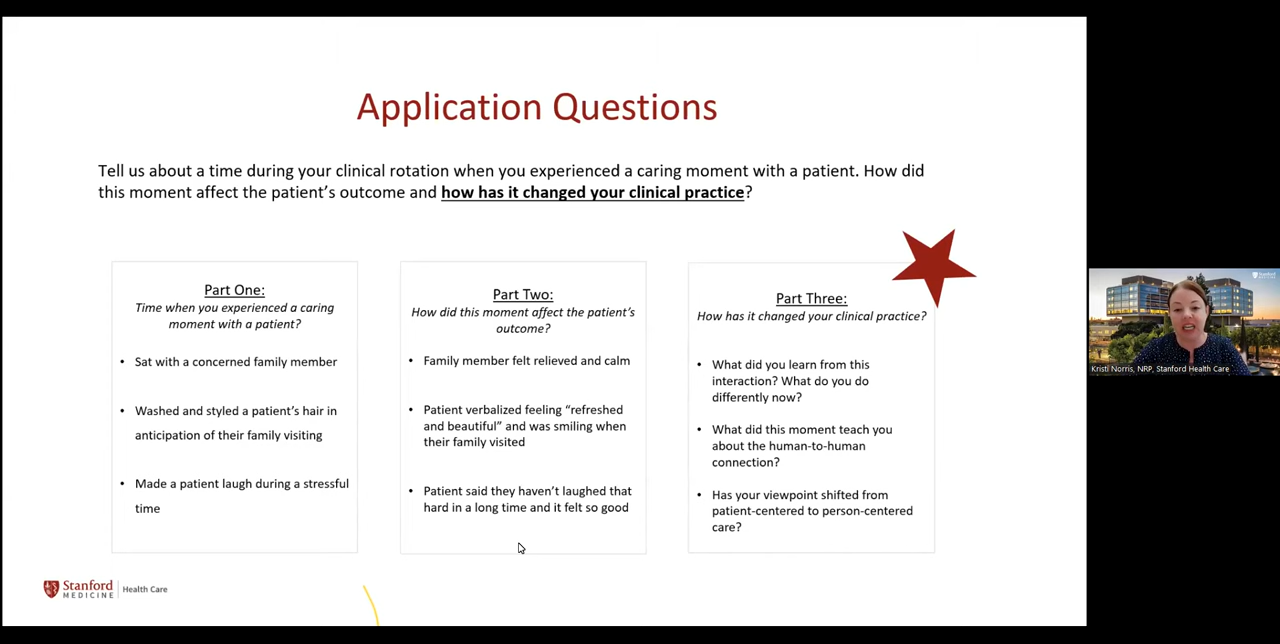 Application Questions
Tell us about a time during your clinical rotation when you experienced a caring moment with a patient. How did
this moment affect the patient's outcome and how has it changed your clinical practice?
Part One:
Time when you experienced a caring
moment with a patient?
• Sat with a concerned family member
• Washed and styled a patient's hair in
anticipation of their family visiting
• Made a patient laugh during a stressful
time
Part Two:
How did this moment affect the patient's
outcome?
• Family member felt relieved and calm
• Patient verbalized feeling "refreshed
and beautiful" and was smiling when
their family visited
• Patient said they haven't laughed that
hard in a long time and it felt so good
Part Three:
How has it changed your clinical practice?
• What did you learn from this
interaction? What do you do
differently now?
• What did this moment teach you
about the human-to-human
connection?
• Has your viewpoint shifted from
patient-centered to person-centered
care?
Stanford
MEDICINE
Health Care
Stanford
MEDICINE
Kristi Norris, NRP, Stanford Health Care